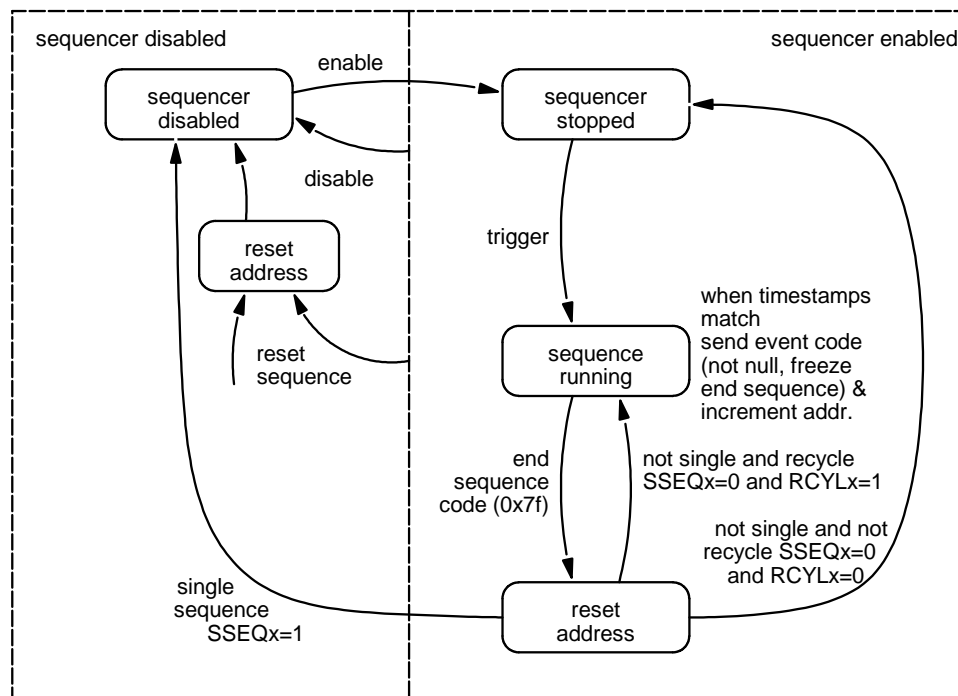 sequencer disabled
sequencer enabled
enable
sequencer
disabled
sequencer
stopped
disable
trigger
reset
address
reset
sequence
sequence
running
when timestamps
match
send event code
(not null, freeze
end sequence) &
increment addr.
end
sequence
code (0x7f)
not single and recycle
SSEQx=0 and RCYLx=1
not single and not
recycle SSEQx=0
and RCYLx=0
single
sequence
SSEQx=1
reset
address